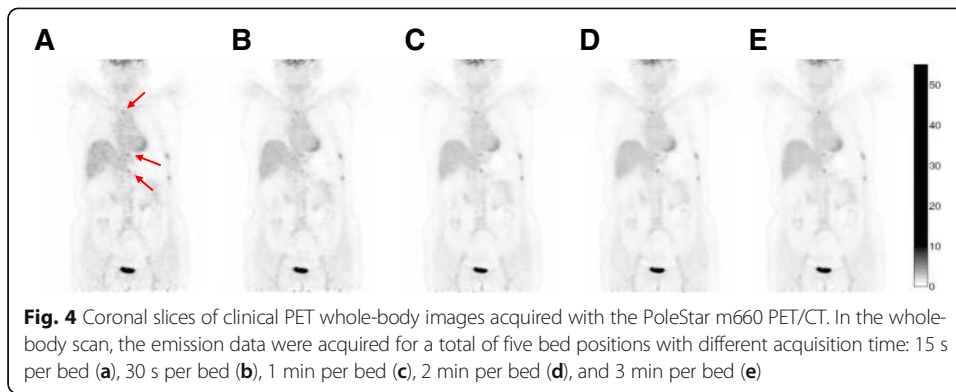 A B C D E
50
40
30
20
10
0
Fig. 4 Coronal slices of clinical PET whole-body images acquired with the PoleStar m660 PET/CT. In the whole-
body scan, the emission data were acquired for a total of five bed positions with different acquisition time: 15 s
per bed (a), 30 s per bed (b), 1 min per bed (c), 2 min per bed (d), and 3 min per bed (e)